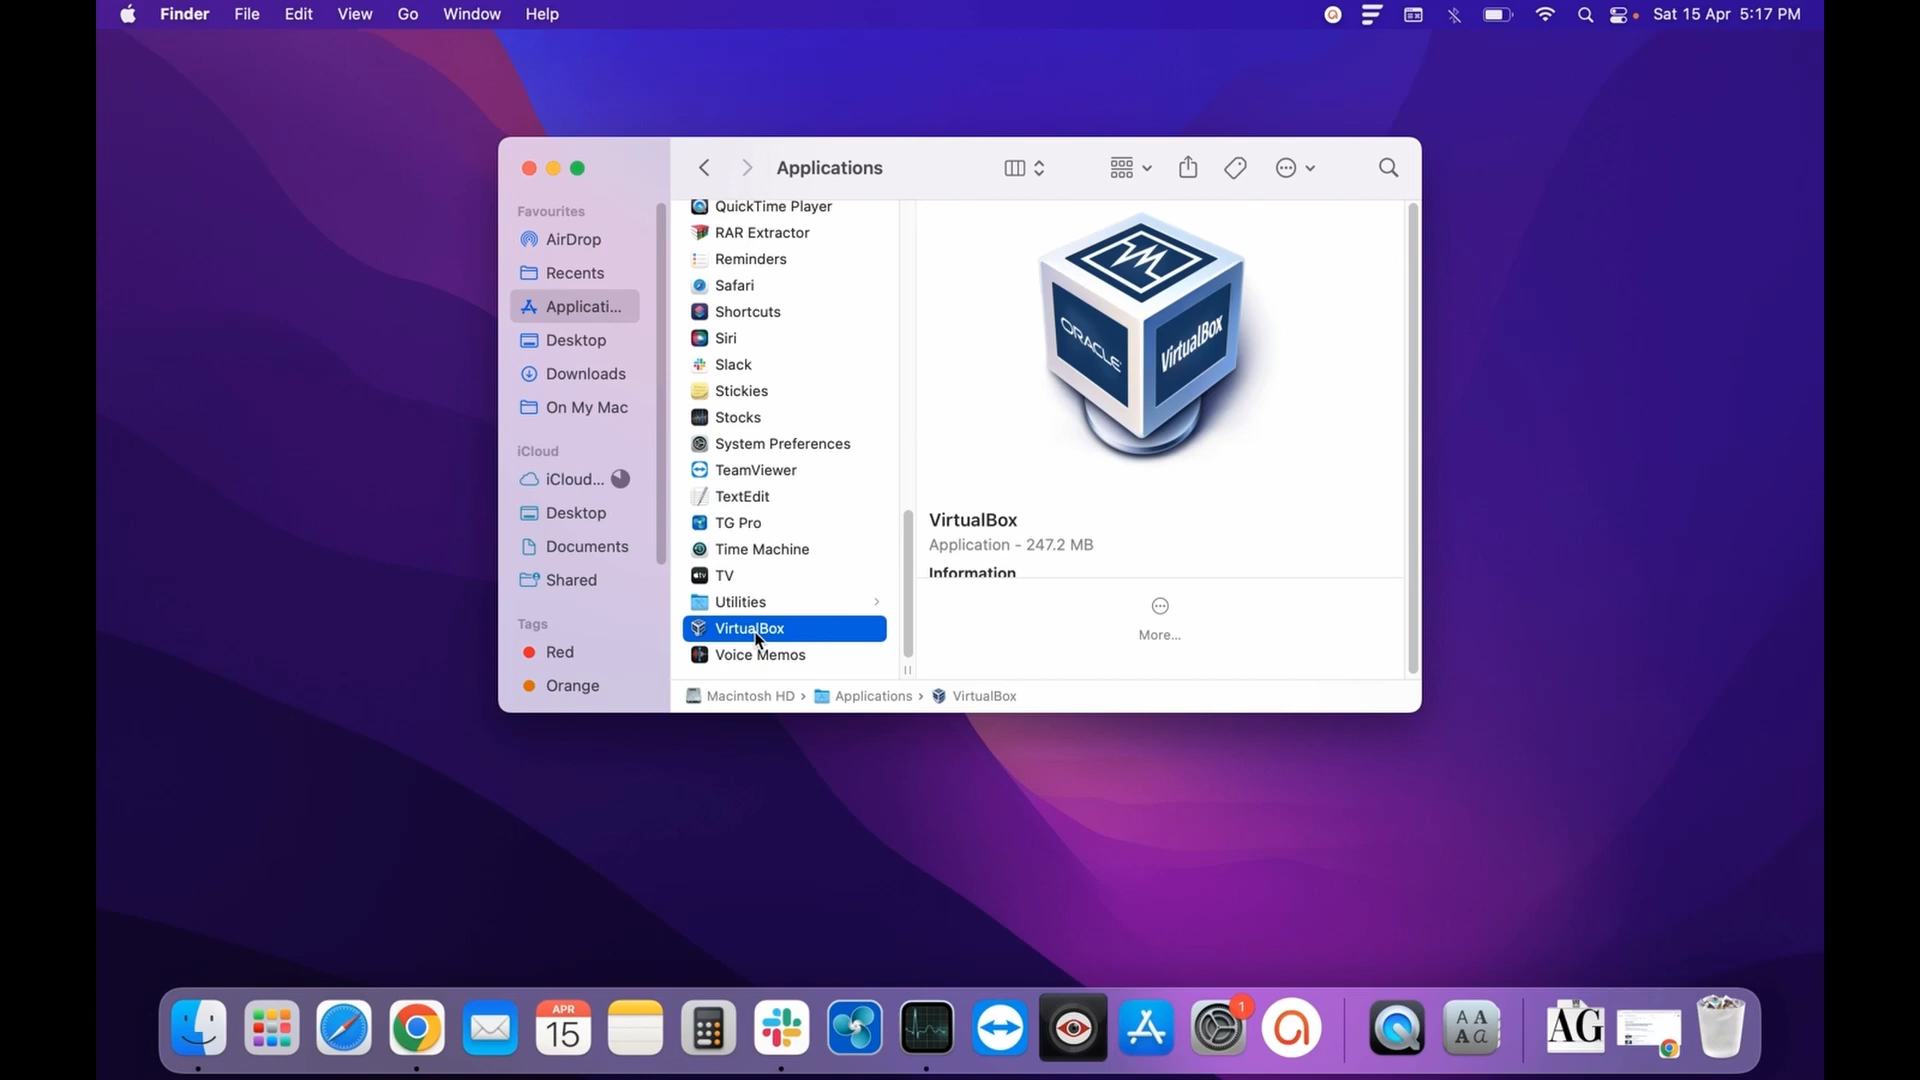 Finder File Edit View Go Window Help Sat 15 Apr 5:17 PM
Applications
Favourites
AirDrop
Recents
Applicati...
Desktop
Downloads
On My Mac
iCloud
iCloud...
Desktop
Documents
Shared
Tags
Red
Orange
QuickTime Player
RAR Extractor
Reminders
Safari
Shortcuts
Siri
Slack
Stickies
Stocks
System Preferences
TeamViewer
TextEdit
TG Pro
Time Machine
TV
Utilities
VirtualBox
Voice Memos
ORACLE
VirtualBox
VirtualBox
Application - 247.2 MB
Information
More...
Macintosh HD › Applications › VirtualBox
APR
15
1
A A
A a
AG